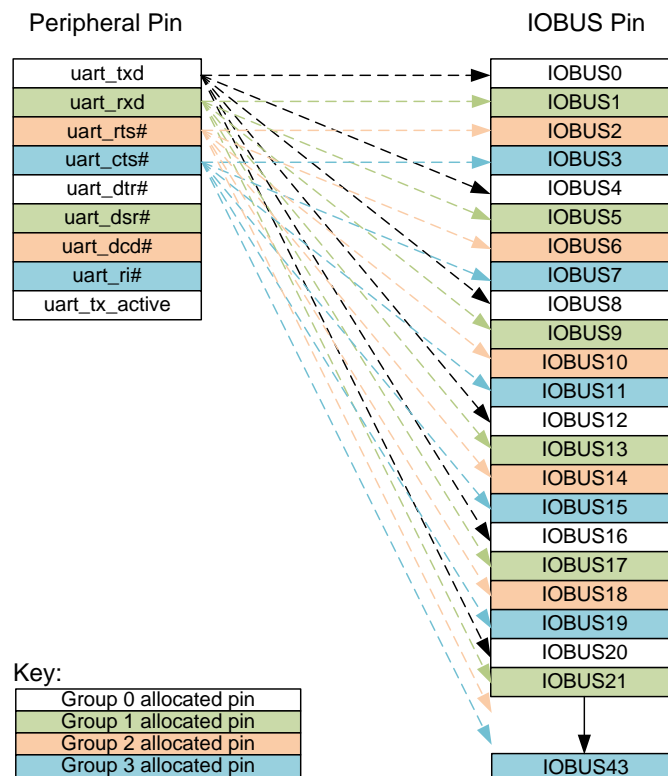 Peripheral Pin
uart_txd
uart_rxd
uart_rts#
uart_cts#
uart_dtr#
uart_dsr#
uart_dcd#
uart_ri#
uart_tx_active
IOBUS Pin
IOBUS0
IOBUS1
IOBUS2
IOBUS3
IOBUS4
IOBUS5
IOBUS6
IOBUS7
IOBUS8
IOBUS9
IOBUS10
IOBUS11
IOBUS12
IOBUS13
IOBUS14
IOBUS15
IOBUS16
IOBUS17
IOBUS18
IOBUS19
IOBUS20
IOBUS21
IOBUS43
Key:
Group 0 allocated pin
Group 1 allocated pin
Group 2 allocated pin
Group 3 allocated pin